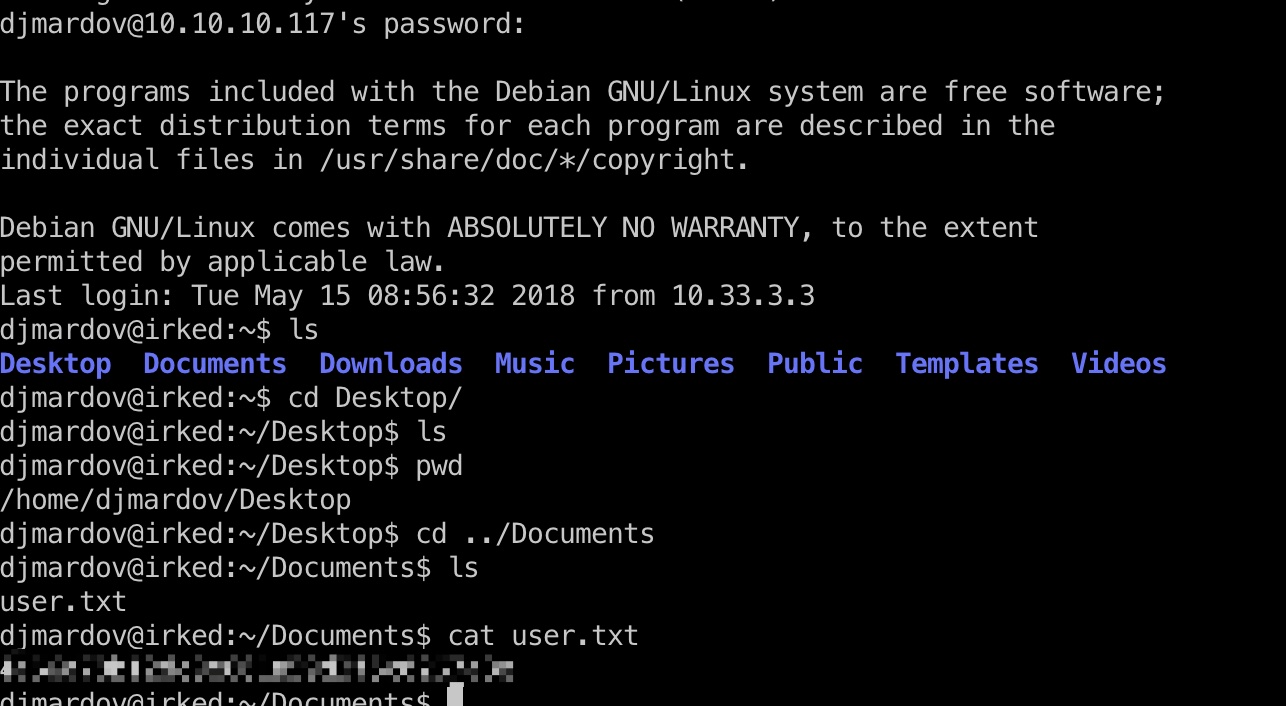 djmardov@10.10.10.117's password:
The programs included with the Debian GNU/Linux system are free software;
the exact distribution terms for each program are described in the
individual files in /usr/share/doc/*/copyright.
Debian GNU/Linux comes with ABSOLUTELY NO WARRANTY, to the extent
permitted by applicable law.
Last login: Tue May 15 08:56:32 2018 from 10.33.3.3
djmardov@irked:~$ ls
Desktop Documents Downloads Music Pictures Public Templates Videos
djmardov@irked:~$ cd Desktop/
djmardov@irked:~/Desktop$ ls
djmardov@irked:~/Desktop$ pwd
/home/djmardov/Desktop
djmardov@irked:~/Desktop$ cd ../Documents
djmardov@irked:~/Documents$ ls
user.txt
djmardov@irked:~/Documents$ cat user.txt
djmardov@irked:~/Documents$